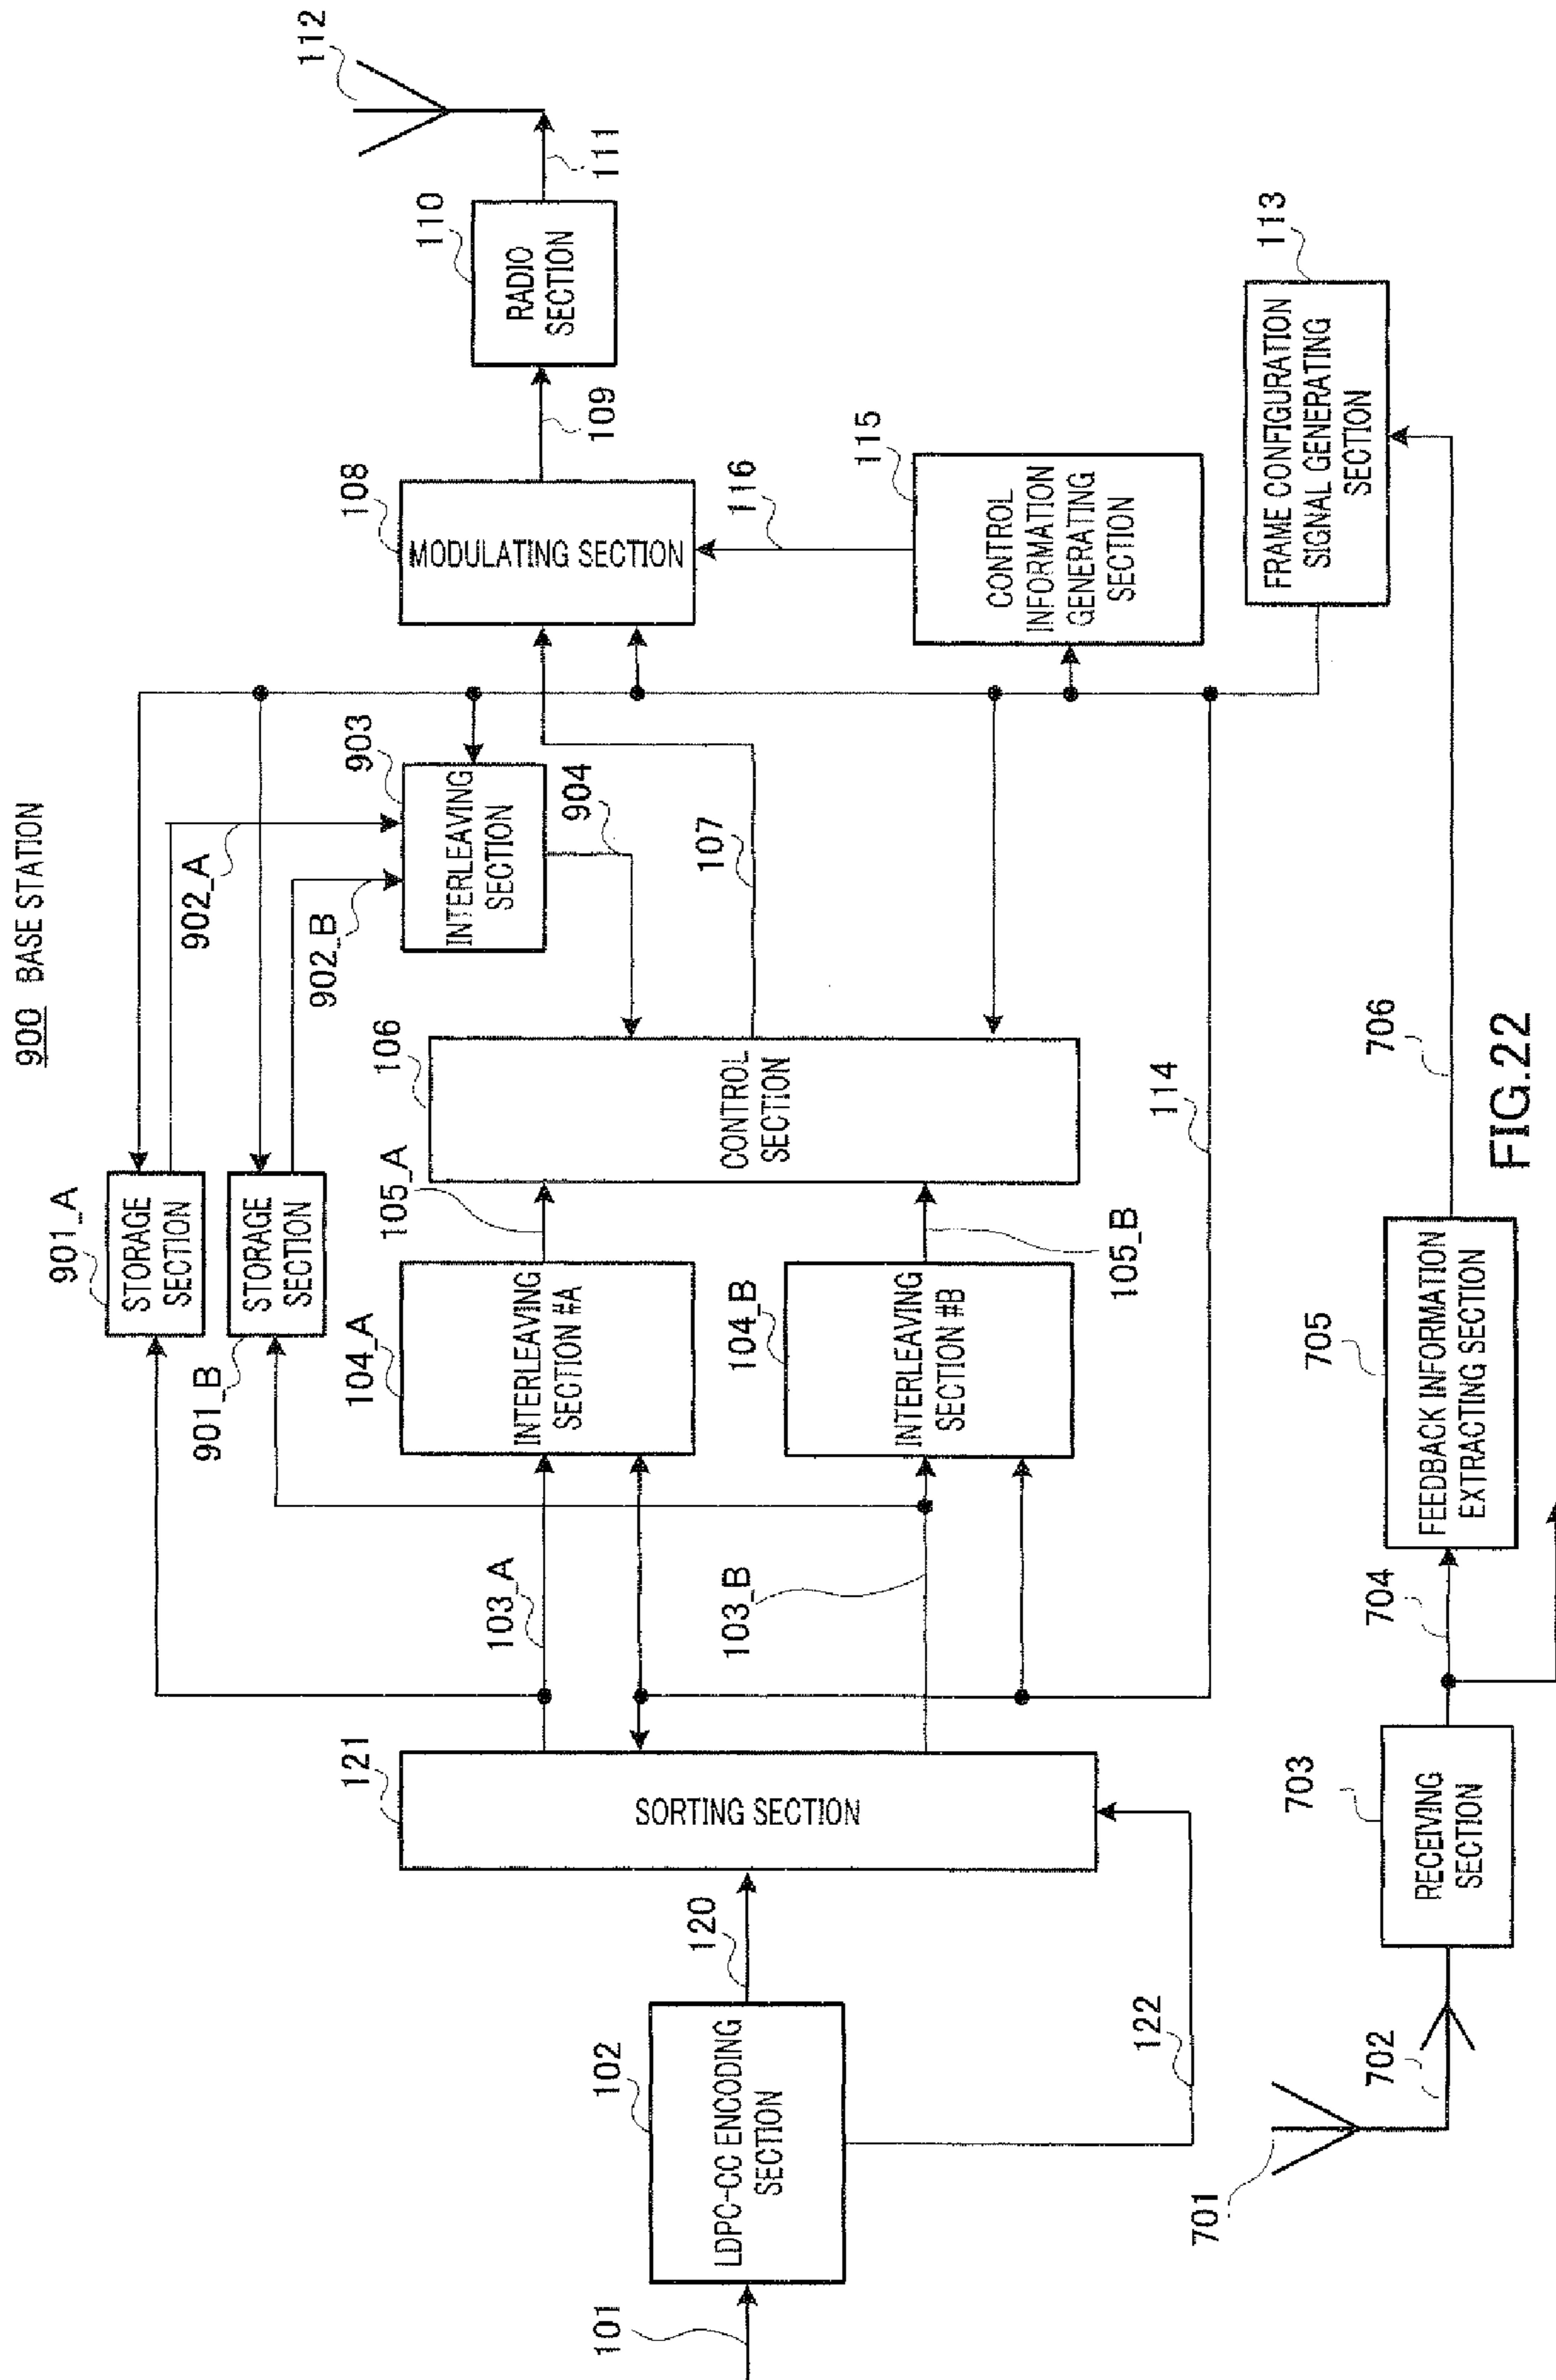 900 BASE STATION
101
102
LDPC-CC ENCODING
SECTION
120
122
121
SORTING SECTION
103_A
103_B
901_A
STORAGE
SECTION
901_B
STORAGE
SECTION
104_A
INTERLEAVING
SECTION #A
104_B
INTERLEAVING
SECTION #B
105_A
105_B
106
CONTROL
SECTION
902_A
902_B
903
INTERLEAVING
SECTION
904
107
114
108
MODULATING SECTION
109
110
RADIO
SECTION
111
112
116
115
CONTROL
INFORMATION
GENERATING
SECTION
113
FRAME CONFIGURATION
SIGNAL GENERATING
SECTION
701
702
703
RECEIVING
SECTION
704
705
FEEDBACK INFORMATION
EXTRACTING SECTION
706
FIG.22